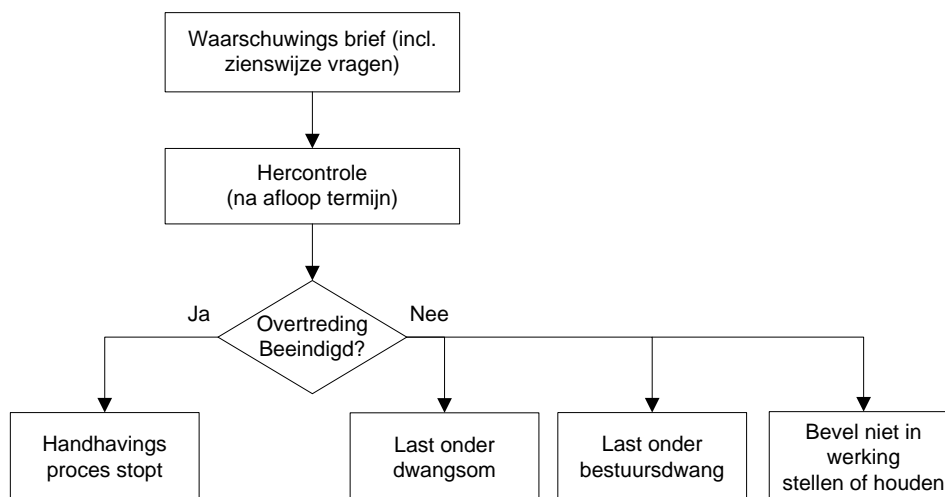 Waarschuwings brief (incl.
zienswijze vragen)
Hercontrole
(na afloop termijn)
Ja
Nee
Overtreding
Beeindigd?
Handhavings
proces stopt
Last onder
dwangsom
Last onder
bestuursdwang
Bevel niet in
werking
stellen of houden